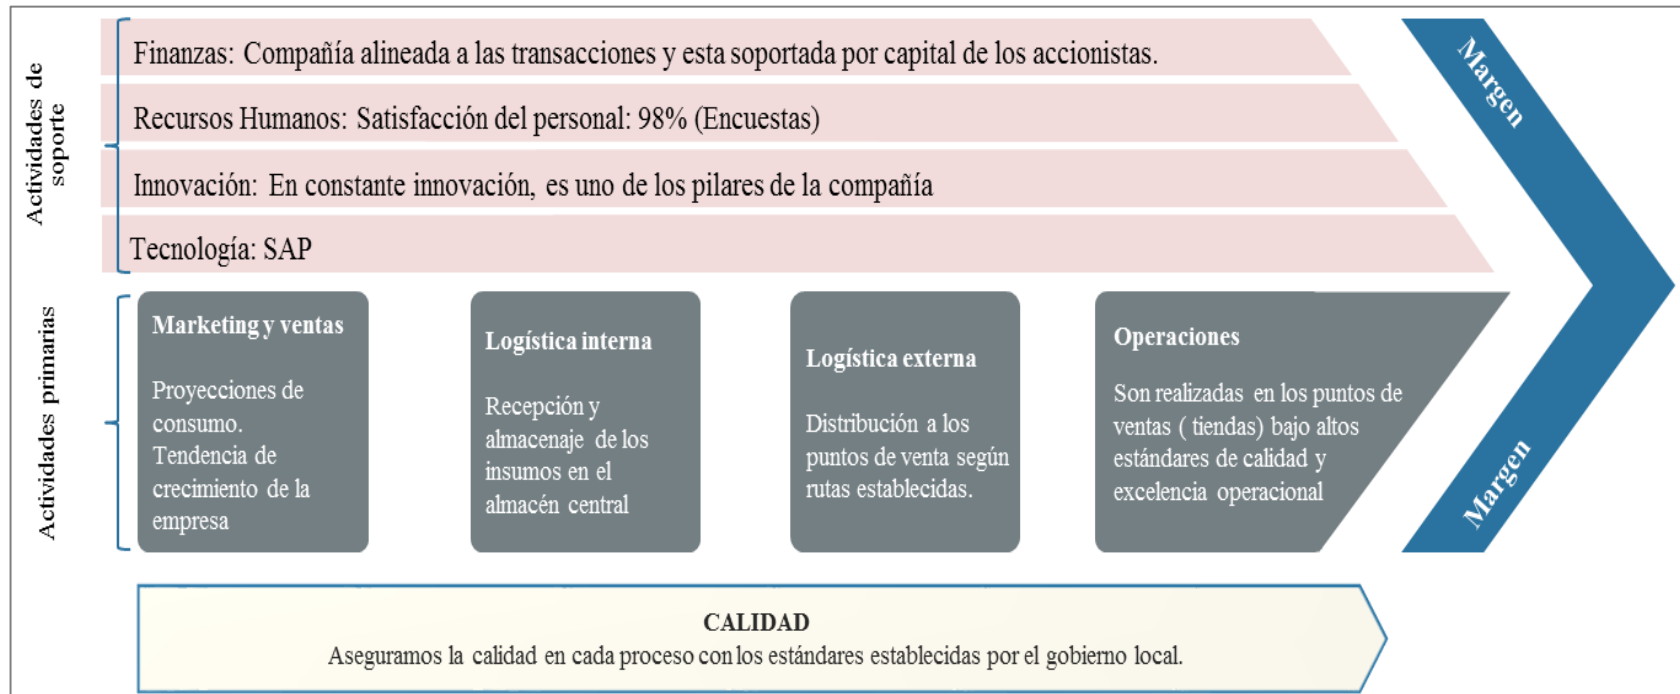 Actividades de
soporte
Finanzas: Compañía alineada a las transacciones y esta soportada por capital de los accionistas.
Recursos Humanos: Satisfacción del personal: 98% (Encuestas)
Innovación: En constante innovación, es uno de los pilares de la compañía
Tecnología: SAP
Margen
Actividades primarias
Marketing y ventas
Proyecciones de
consumo.
Tendencia de
crecimiento de la
empresa
Logística interna
Recepción y
almacenaje de los
insumos en el
almacén central
Logística externa
Distribución a los
puntos de venta según
rutas establecidas.
Operaciones
Son realizadas en los puntos de
ventas ( tiendas) bajo altos
estándares de calidad y
excelencia operacional
Margen
CALIDAD
Aseguramos la calidad en cada proceso con los estándares establecidas por el gobierno local.